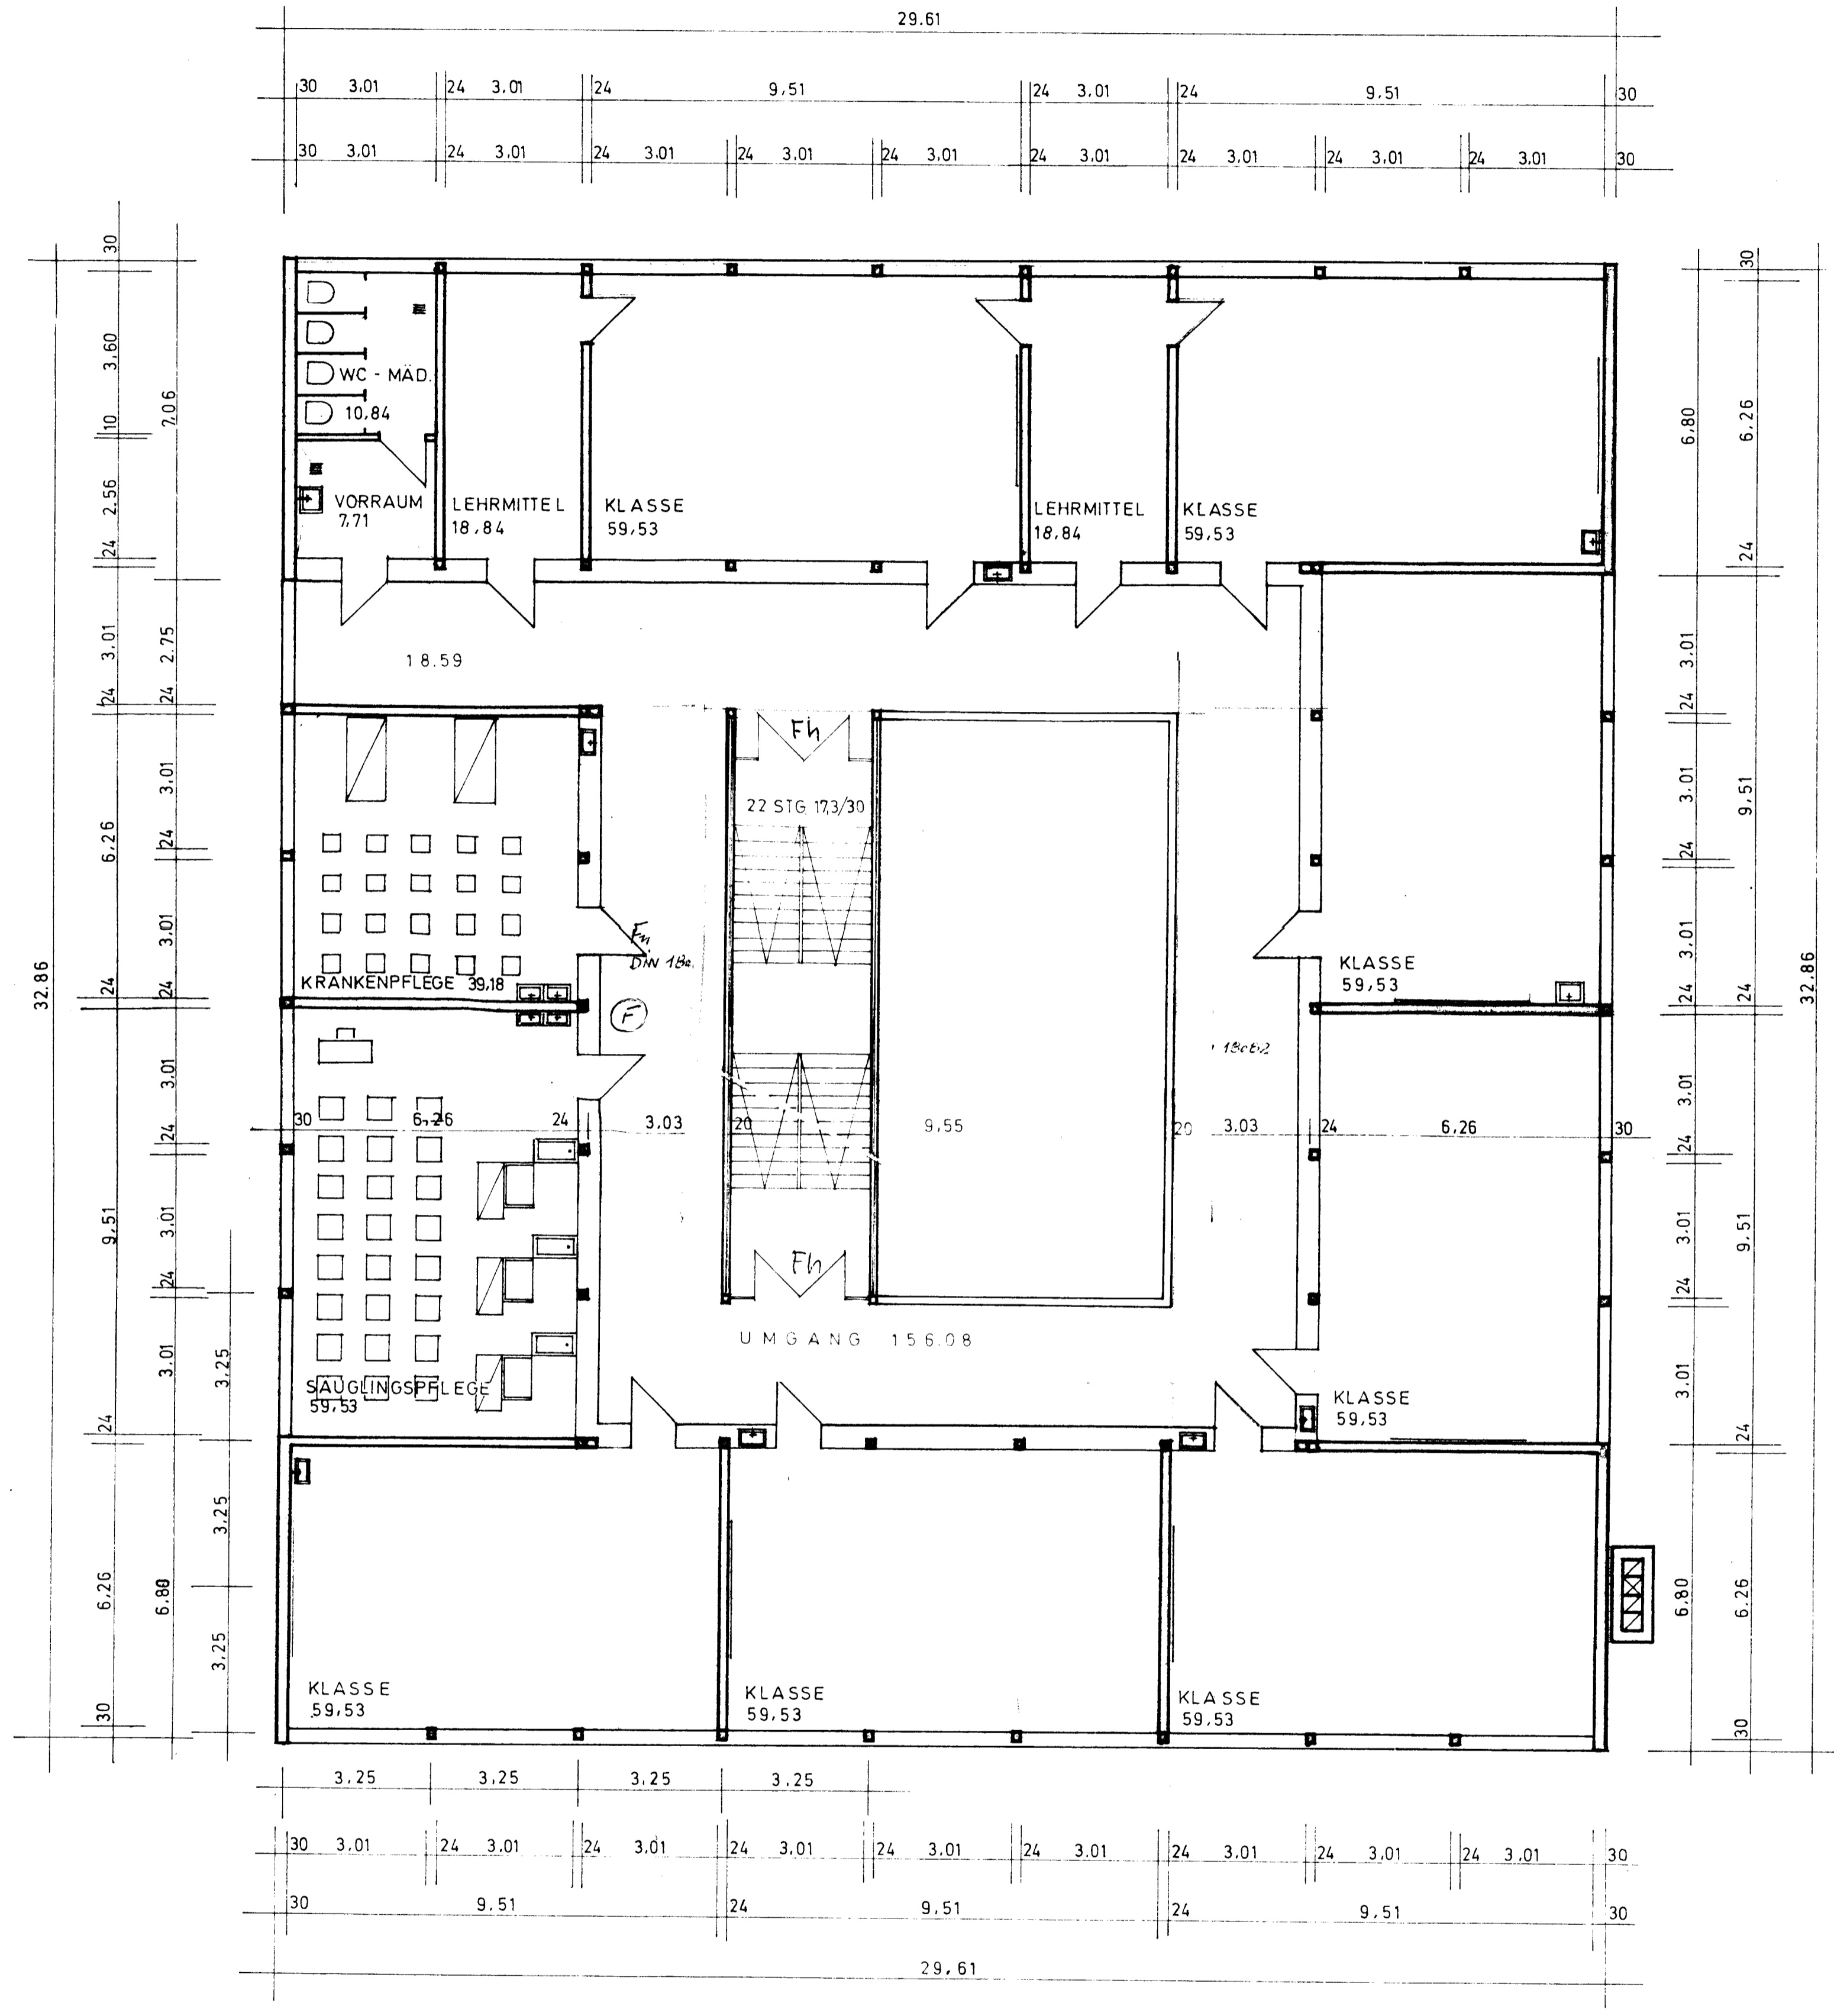 29.61
30 3,01 24 3,01 24 9,51 24 3,01 24 9,51 30
30 3,01 24 3,01 24 3,01 24 3,01 24 3,01 24 3,01 24 3,01 24 3,01 24 3,01 30
30
3,60
10
2.56
24
3.01
24
6,26
24
9,51
24
6,26
30
7,06
2.75
24
3.01
24
3.01
24
3.01
24
3.01
24
3.01
6.80
3,25
3,25
3,25
32.86
WC - MÄD.
10,84
VORRAUM
7,71
LEHRMITTEL
18,84
KLASSE
59,53
LEHRMITTEL
18,84
KLASSE
59,53
18.59
Fh
22 STG 17,3/30
KRANKENPFLEGE 39,18
F
KLASSE
59,53
30 6,26 24 3,03 20 9,55 20 3.03 24 6,26 30
Fh
UMGANG 156.08
SÄUGLINGSPFLEGE
59,53
KLASSE
59,53
KLASSE
59,53
KLASSE
59,53
KLASSE
59,53
6,80
3.01
24
3.01
24
3.01
24
3.01
24
3.01
24
3.01
6.80
30
6,26
24
9,51
24
9,51
24
6,26
30
32.86
3,25 3,25 3,25 3,25
30 3,01 24 3,01 24 3,01 24 3,01 24 3,01 24 3.01 24 3.01 24 3.01 24 3,01 30
30 9,51 24 9,51 24 9,51 30
29,61